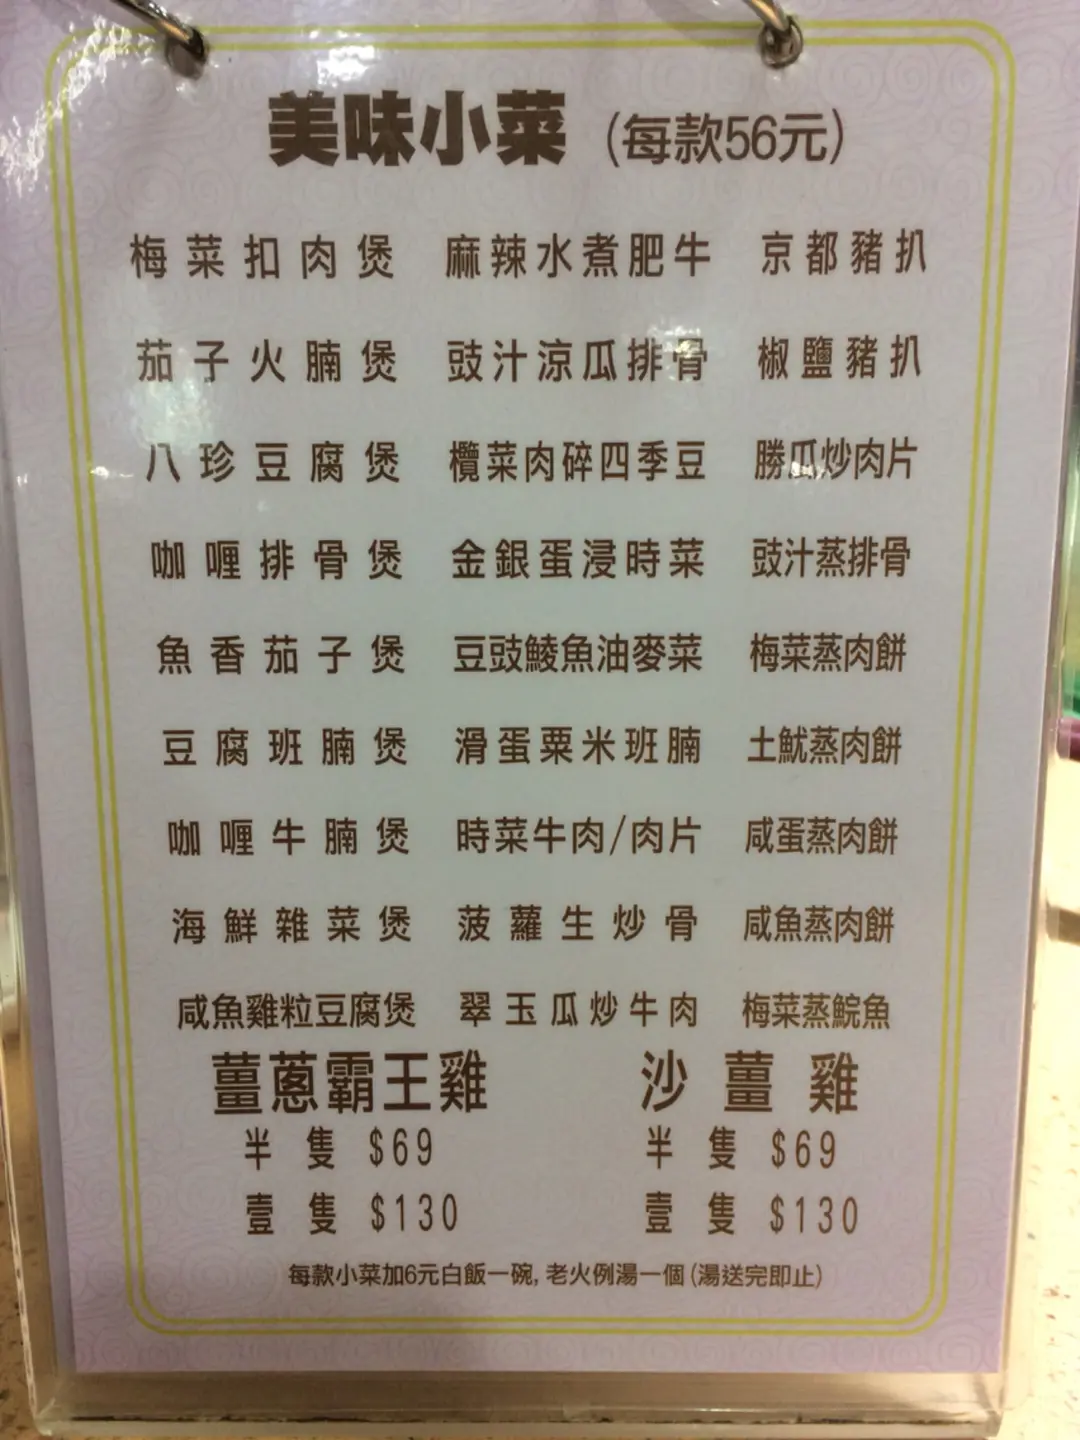 美味小菜 (每款56元)
梅菜扣肉煲 麻辣水煮肥牛 京都豬扒
茄子火腩煲 豉汁涼瓜排骨 椒鹽豬扒
八珍豆腐煲 欖菜肉碎四季豆 勝瓜炒肉片
咖喱排骨煲 金銀蛋浸時菜 豉汁蒸排骨
魚香茄子煲 豆豉鯪魚油麥菜 梅菜蒸肉餅
豆腐班腩煲 滑蛋粟米班腩 土魷蒸肉餅
咖喱牛腩煲 時菜牛肉/肉片 咸蛋蒸肉餅
海鮮雜菜煲 菠蘿生炒骨 咸魚蒸肉餅
咸魚雞粒豆腐煲 翠玉瓜炒牛肉 梅菜蒸鯇魚
薑蔥霸王雞 沙薑雞
半隻 $69 半隻 $69
壹隻 $130 壹隻 $130
每款小菜加6元白飯一碗, 老火例湯一個 (湯送完即止)